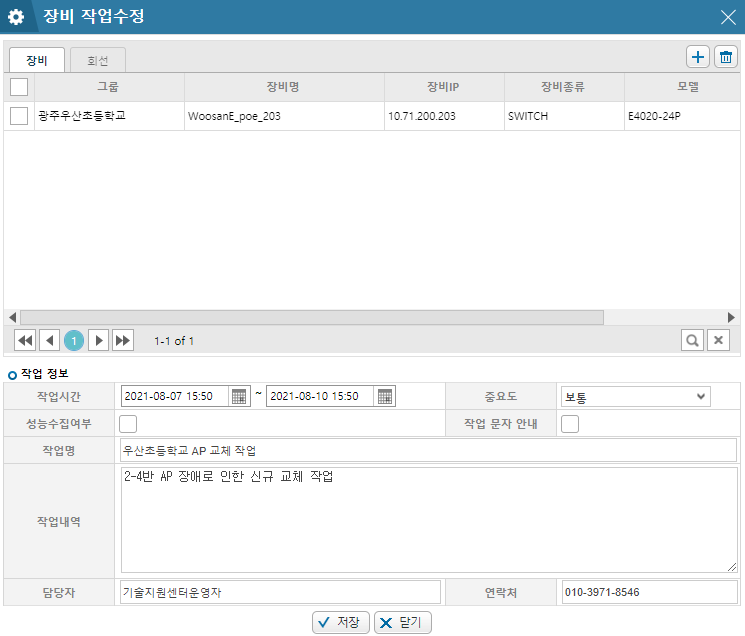 장비 작업수정
장비 회선
그룹 장비명 장비IP 장비종류 모델
광주우산초등학교 WoosanE_poe_203 10.71.200.203 SWITCH E4020-24P
1 1-1 of 1
작업 정보
작업시간 2021-08-07 15:50 ~ 2021-08-10 15:50 중요도 보통
성능수집여부 작업 문자 안내
작업명 우산초등학교 AP 교체 작업
작업내역 2-4반 AP 장애로 인한 신규 교체 작업
담당자 기술지원센터운영자 연락처 010-3971-8546
저장 닫기